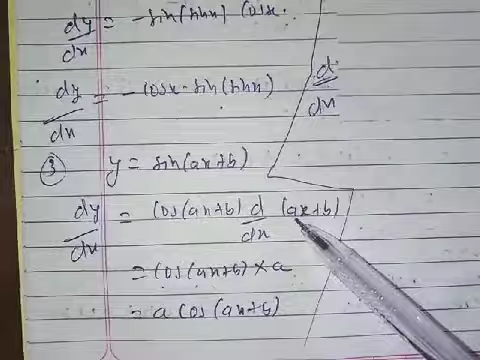 dy/dx = -sin(sinx) cosx.
dy/dx = -cosx·sin(sinx)
d/dx
③ y = sin(ax+b)
dy/dx = cos(ax+b) d/dx (ax+b)
= cos(ax+b) × a
= a cos(ax+b)